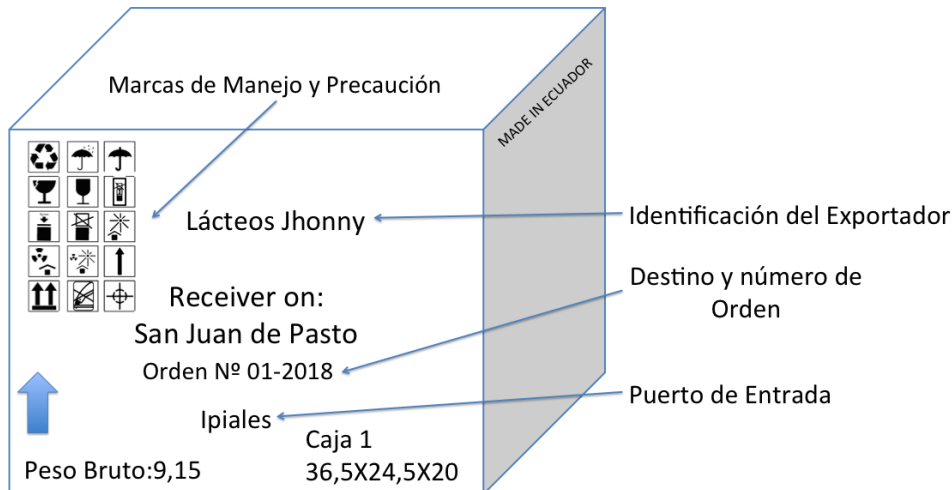 Marcas de Manejo y Precaución
MADE IN ECUADOR
Lácteos Jhonny
Identificación del Exportador
Receiver on:
San Juan de Pasto
Destino y número de
Orden
Orden Nº 01-2018
Ipiales
Puerto de Entrada
Caja 1
Peso Bruto:9,15
36,5X24,5X20